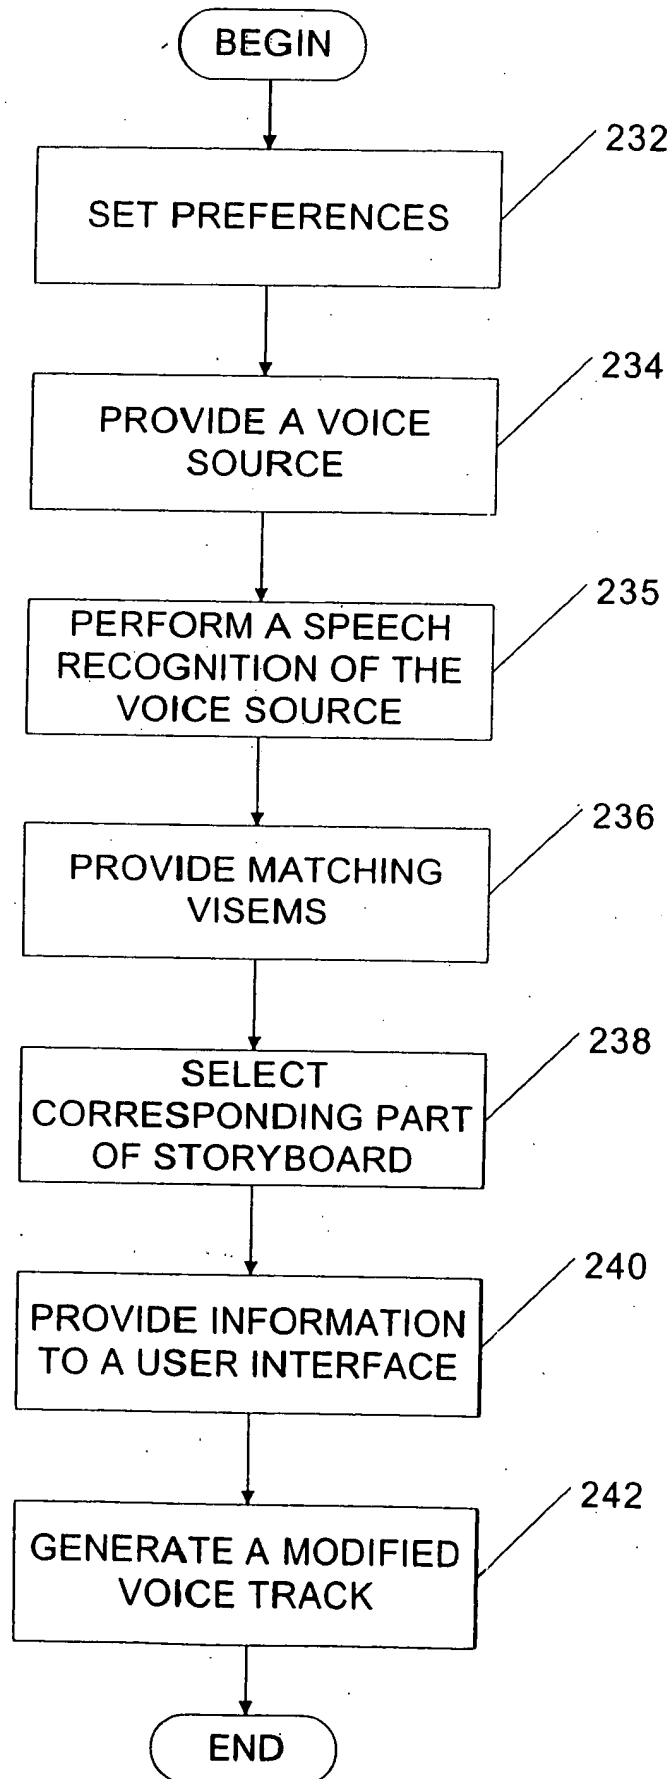 BEGIN
232
SET PREFERENCES
234
PROVIDE A VOICE
SOURCE
235
PERFORM A SPEECH
RECOGNITION OF THE
VOICE SOURCE
236
PROVIDE MATCHING
VISEMS
238
SELECT
CORRESPONDING PART
OF STORYBOARD
240
PROVIDE INFORMATION
TO A USER INTERFACE
242
GENERATE A MODIFIED
VOICE TRACK
END